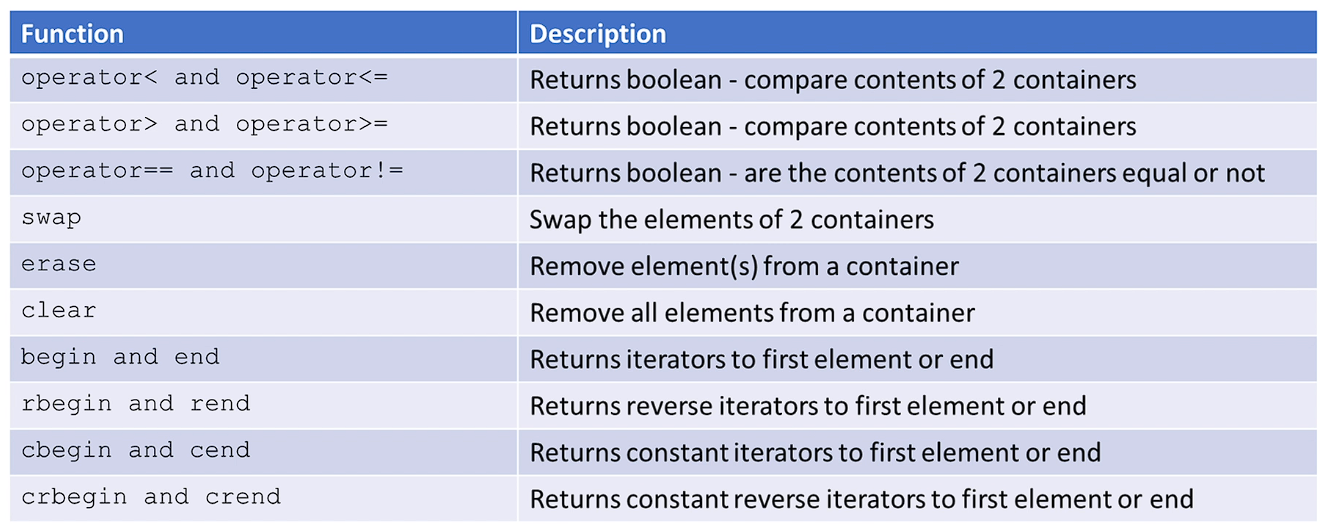 Function Description
operator< and operator<= Returns boolean - compare contents of 2 containers
operator> and operator>= Returns boolean - compare contents of 2 containers
operator== and operator!= Returns boolean - are the contents of 2 containers equal or not
swap Swap the elements of 2 containers
erase Remove element(s) from a container
clear Remove all elements from a container
begin and end Returns iterators to first element or end
rbegin and rend Returns reverse iterators to first element or end
cbegin and cend Returns constant iterators to first element or end
crbegin and crend Returns constant reverse iterators to first element or end